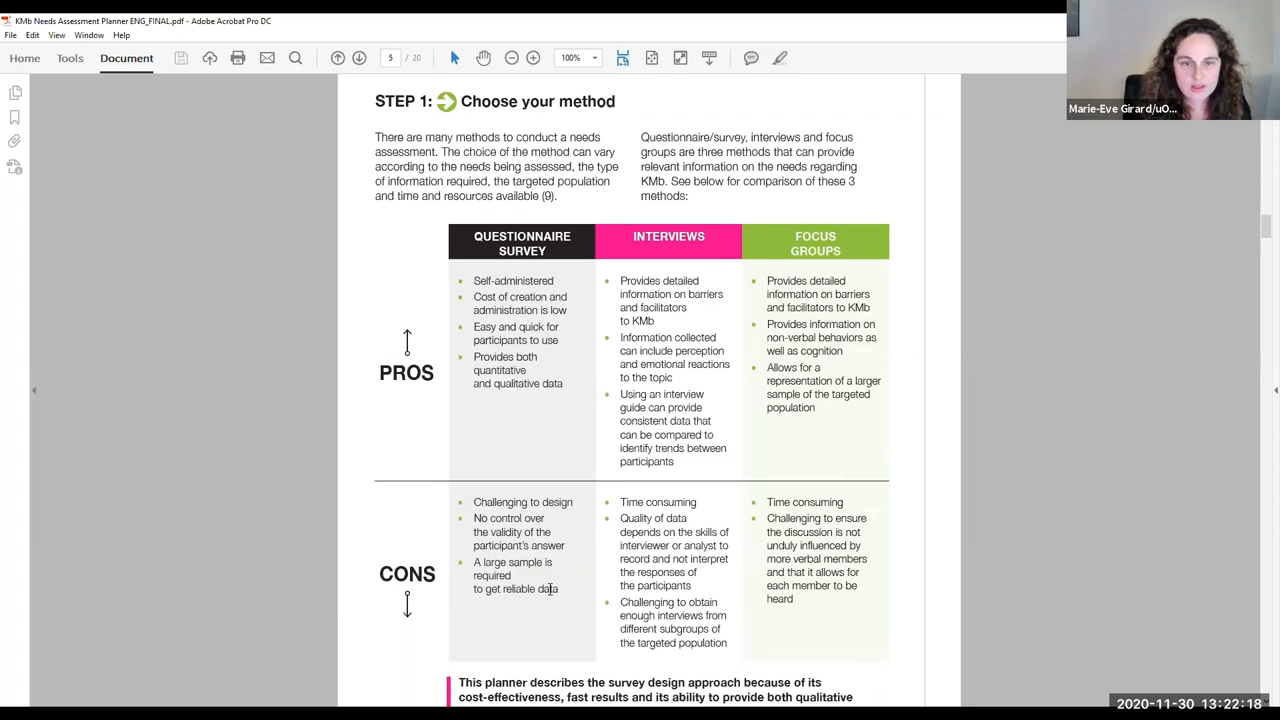 KMb Needs Assessment Planner ENG_FINAL.pdf - Adobe Acrobat Pro DC
File Edit View Window Help
Home Tools Document 5 / 20 100%
Marie-Eve Girard/uO...
STEP 1: Choose your method
There are many methods to conduct a needs
assessment. The choice of the method can vary
according to the needs being assessed, the type
of information required, the targeted population
and time and resources available (9).
Questionnaire/survey, interviews and focus
groups are three methods that can provide
relevant information on the needs regarding
KMb. See below for comparison of these 3
methods:
QUESTIONNAIRE
SURVEY
INTERVIEWS
FOCUS
GROUPS
PROS
• Self-administered
• Cost of creation and
administration is low
• Easy and quick for
participants to use
• Provides both
quantitative
and qualitative data
• Provides detailed
information on barriers
and facilitators
to KMb
• Information collected
can include perception
and emotional reactions
to the topic
• Using an interview
guide can provide
consistent data that
can be compared to
identify trends between
participants
• Provides detailed
information on barriers
and facilitators to KMb
• Provides information on
non-verbal behaviors as
well as cognition
• Allows for a
representation of a larger
sample of the targeted
population
CONS
• Challenging to design
• No control over
the validity of the
participant's answer
• A large sample is
required
to get reliable data
• Time consuming
• Quality of data
depends on the skills of
interviewer or analyst to
record and not interpret
the responses of
the participants
• Challenging to obtain
enough interviews from
different subgroups of
the targeted population
• Time consuming
• Challenging to ensure
the discussion is not
unduly influenced by
more verbal members
and that it allows for
each member to be
heard
This planner describes the survey design approach because of its
cost-effectiveness, fast results and its ability to provide both qualitative
2020-11-30 13:22:18